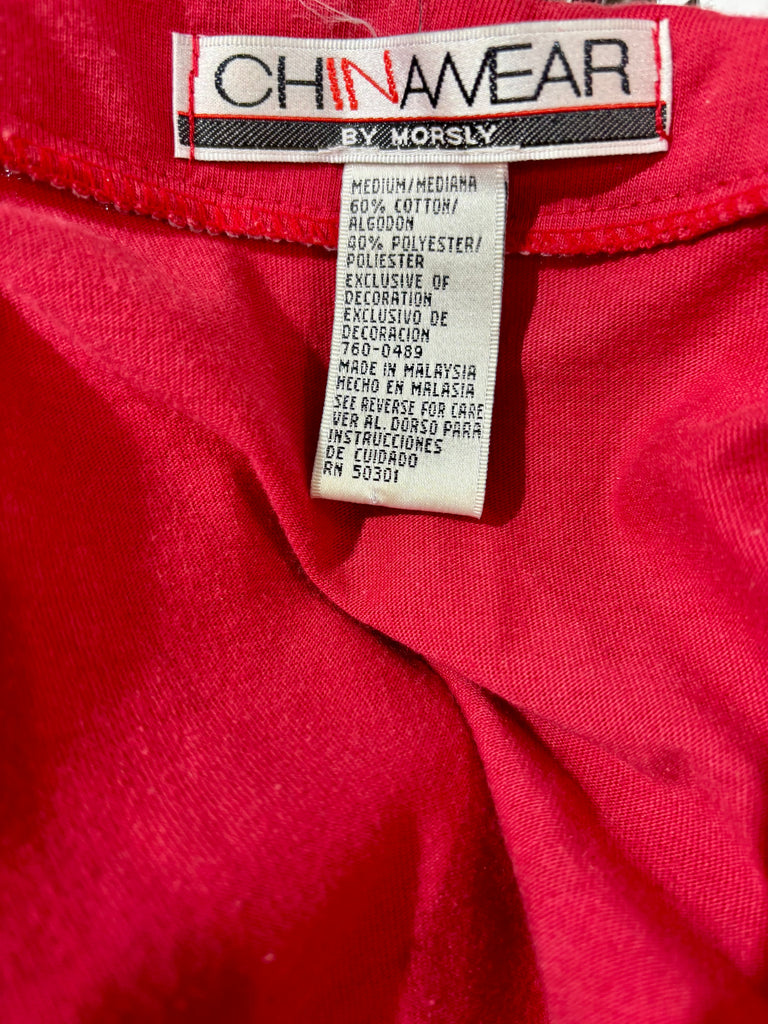 CHINAWEAR
BY MORSLY
MEDIUM/MEDIANA
60% COTTON/
ALGODON
40% POLYESTER/
POLIESTER
EXCLUSIVE OF
DECORATION
EXCLUSIVO DE
DECORACION
760-0489
MADE IN MALAYSIA
HECHO EN MALASIA
SEE REVERSE FOR CARE
VER AL. DORSO PARA
INSTRUCCIONES
DE CUIDADO
RN 50301